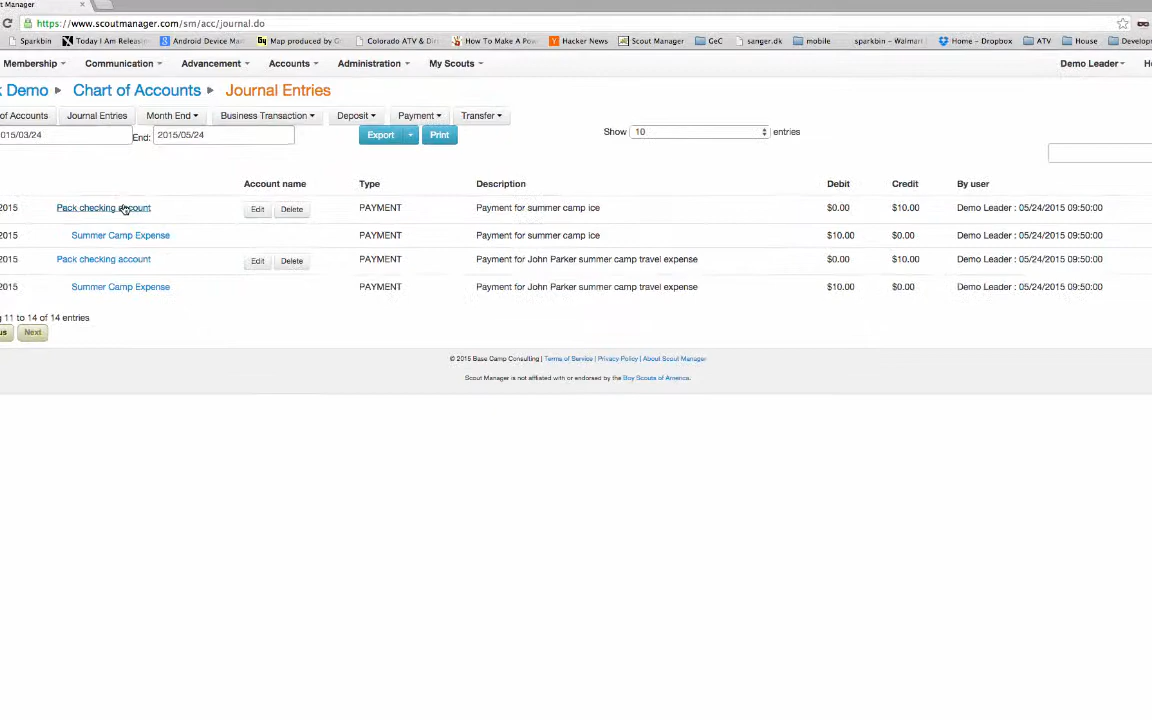 t Manager
https://www.scoutmanager.com/sm/acc/journal.do
Sparkbin Today I Am Releasin Android Device Man Map produced by Go Colorado ATV & Dir How To Make A Pow Hacker News Scout Manager GeC sanger.dk mobile sparkbin – Walmart Home - Dropbox ATV House Develop
Membership Communication Advancement Accounts Administration My Scouts Demo Leader He
k Demo Chart of Accounts Journal Entries
of Accounts Journal Entries Month End Business Transaction Deposit Payment Transfer
015/03/24 End: 2015/05/24 Export Print Show 10 entries
Account name Type Description Debit Credit By user
2015 Pack checking account Edit Delete PAYMENT Payment for summer camp ice $0.00 $10.00 Demo Leader : 05/24/2015 09:50:00
2015 Summer Camp Expense PAYMENT Payment for summer camp ice $10.00 $0.00 Demo Leader : 05/24/2015 09:50:00
2015 Pack checking account Edit Delete PAYMENT Payment for John Parker summer camp travel expense $0.00 $10.00 Demo Leader : 05/24/2015 09:50:00
2015 Summer Camp Expense PAYMENT Payment for John Parker summer camp travel expense $10.00 $0.00 Demo Leader : 05/24/2015 09:50:00
g 11 to 14 of 14 entries
us Next
© 2015 Base Camp Consulting | Terms of Service | Privacy Policy | About Scout Manager
Scout Manager is not affliated with or endorsed by the Boy Scouts of America.